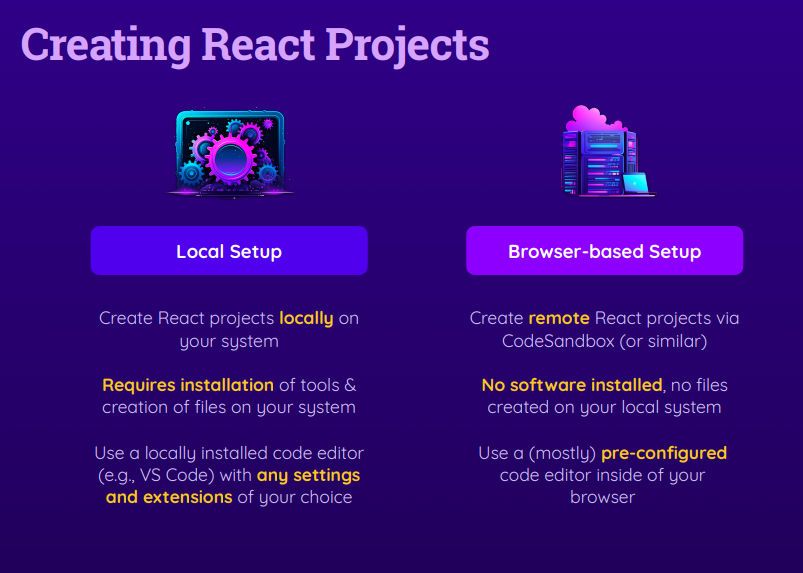 Creating React Projects
Local Setup
Create React projects locally on
your system
Requires installation of tools &
creation of files on your system
Use a locally installed code editor
(e.g., VS Code) with any settings
and extensions of your choice
Browser-based Setup
Create remote React projects via
CodeSandbox (or similar)
No software installed, no files
created on your local system
Use a (mostly) pre-configured
code editor inside of your
browser